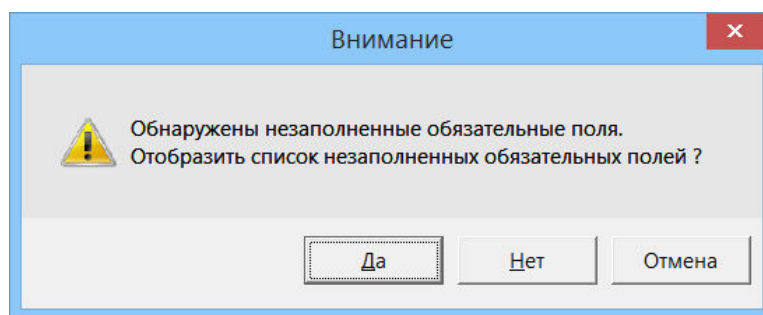 Внимание
Обнаружены незаполненные обязательные поля.
Отобразить список незаполненных обязательных полей ?
Да
Нет
Отмена